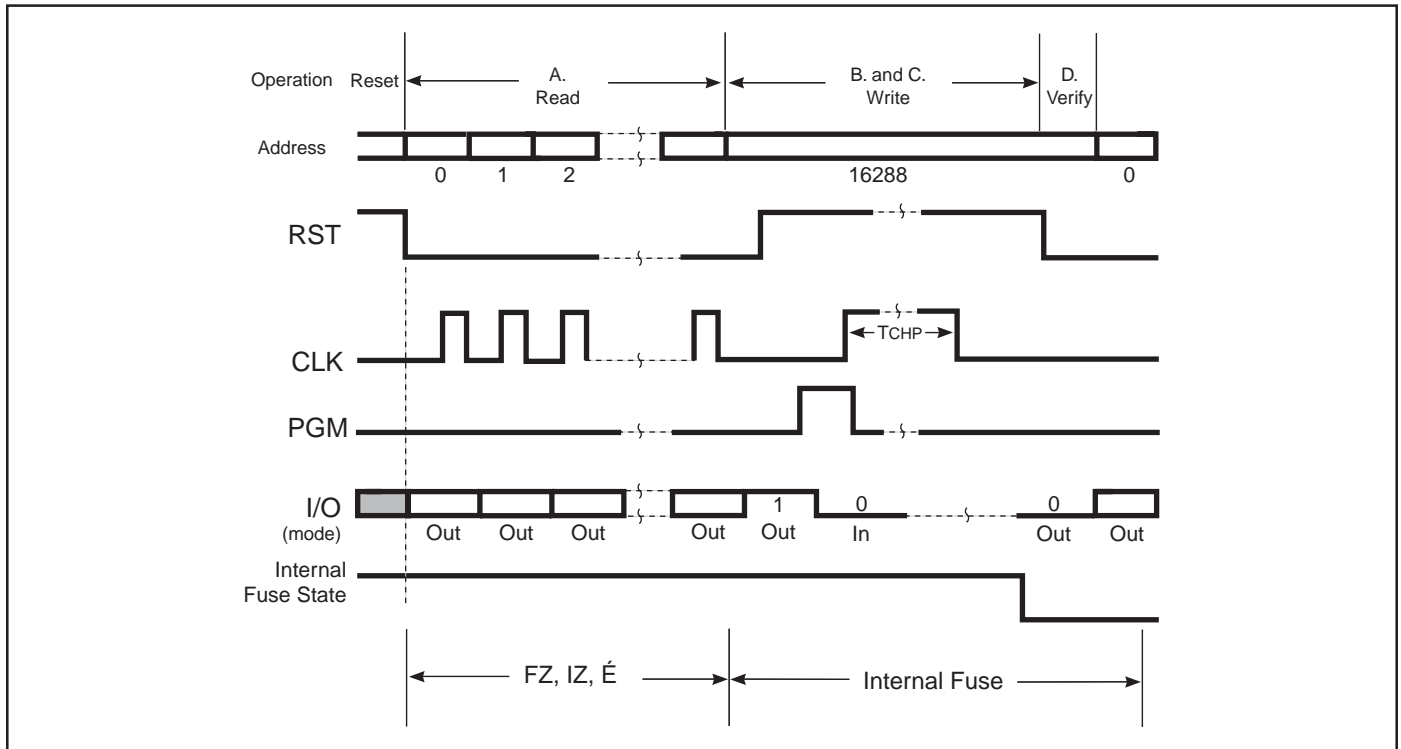 Operation Reset A. Read B. and C. Write D. Verify
Address
0 1 2 16288 0
RST
CLK
TCHP
PGM
I/O
(mode)
1 0 0
Out Out Out Out Out In Out Out
Internal
Fuse State
FZ, IZ, É Internal Fuse